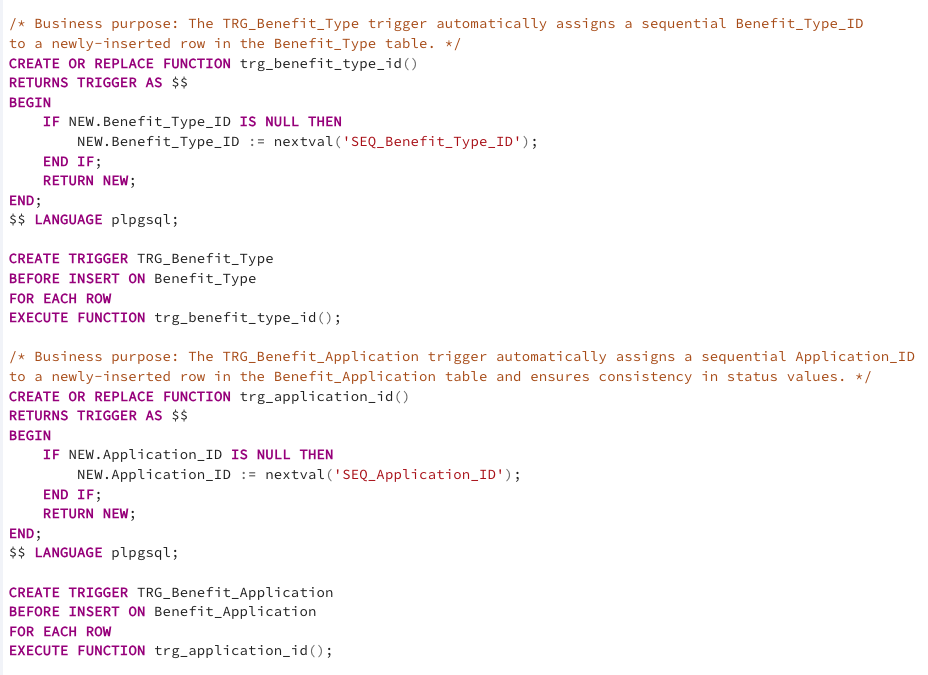 /* Business purpose: The TRG_Benefit_Type trigger automatically assigns a sequential Benefit_Type_ID
to a newly-inserted row in the Benefit_Type table. */
CREATE OR REPLACE FUNCTION trg_benefit_type_id()
RETURNS TRIGGER AS $$
BEGIN
    IF NEW.Benefit_Type_ID IS NULL THEN
        NEW.Benefit_Type_ID := nextval('SEQ_Benefit_Type_ID');
    END IF;
    RETURN NEW;
END;
$$ LANGUAGE plpgsql;

CREATE TRIGGER TRG_Benefit_Type
BEFORE INSERT ON Benefit_Type
FOR EACH ROW
EXECUTE FUNCTION trg_benefit_type_id();

/* Business purpose: The TRG_Benefit_Application trigger automatically assigns a sequential Application_ID
to a newly-inserted row in the Benefit_Application table and ensures consistency in status values. */
CREATE OR REPLACE FUNCTION trg_application_id()
RETURNS TRIGGER AS $$
BEGIN
    IF NEW.Application_ID IS NULL THEN
        NEW.Application_ID := nextval('SEQ_Application_ID');
    END IF;
    RETURN NEW;
END;
$$ LANGUAGE plpgsql;

CREATE TRIGGER TRG_Benefit_Application
BEFORE INSERT ON Benefit_Application
FOR EACH ROW
EXECUTE FUNCTION trg_application_id();